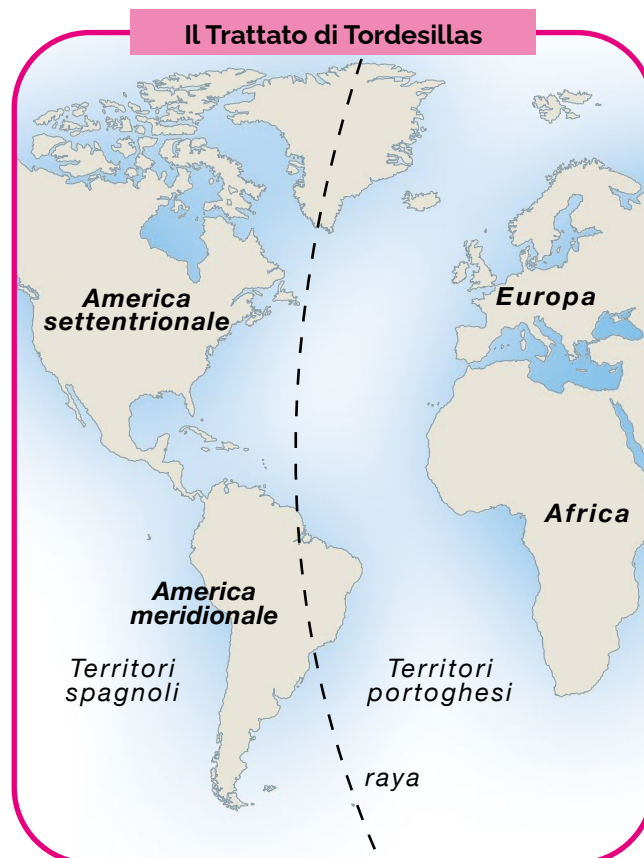 Il Trattato di Tordesillas
America
settentrionale
Europa
Africa
America
meridionale
Territori
spagnoli
Territori
portoghesi
raya